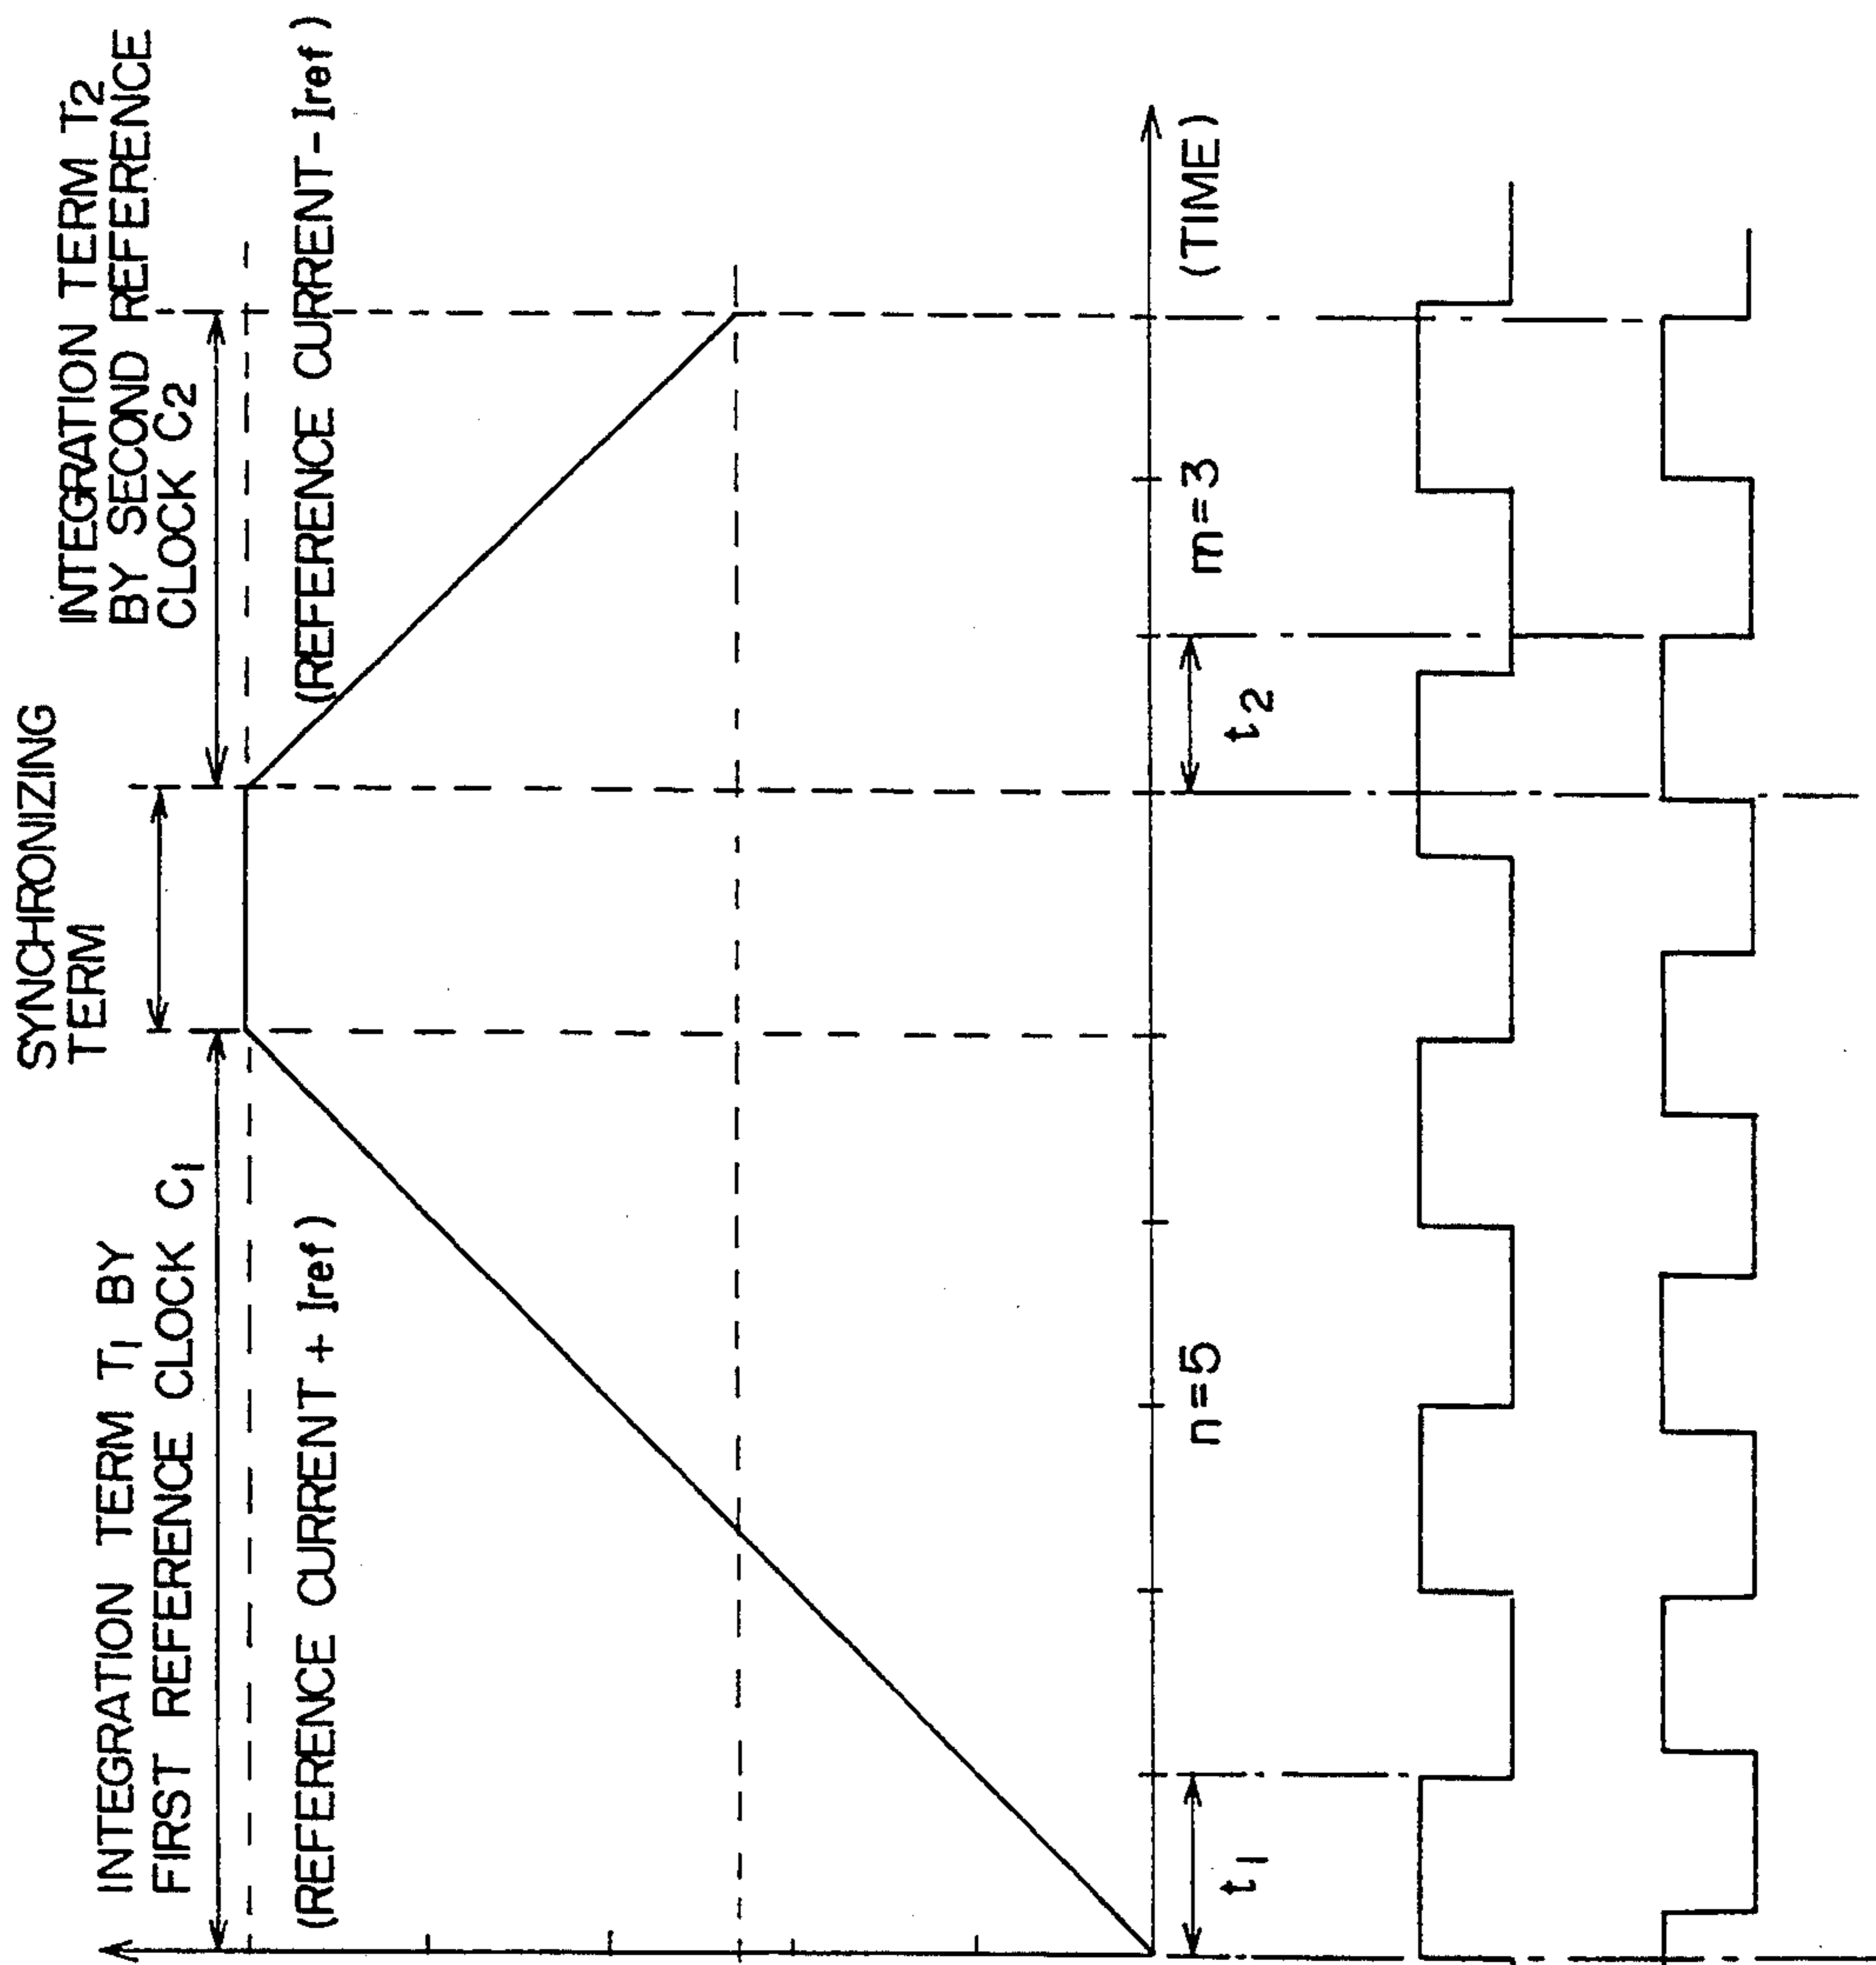 INTEGRATION TERM T1 BY
FIRST REFERENCE CLOCK C1
SYNCHRONIZING
TERM
INTEGRATION TERM T2
BY SECOND REFERENCE
CLOCK C2
(REFERENCE CURRENT + Iref)
(REFERENCE CURRENT-Iref)
(TIME)
n=5
m=3
t1
t2